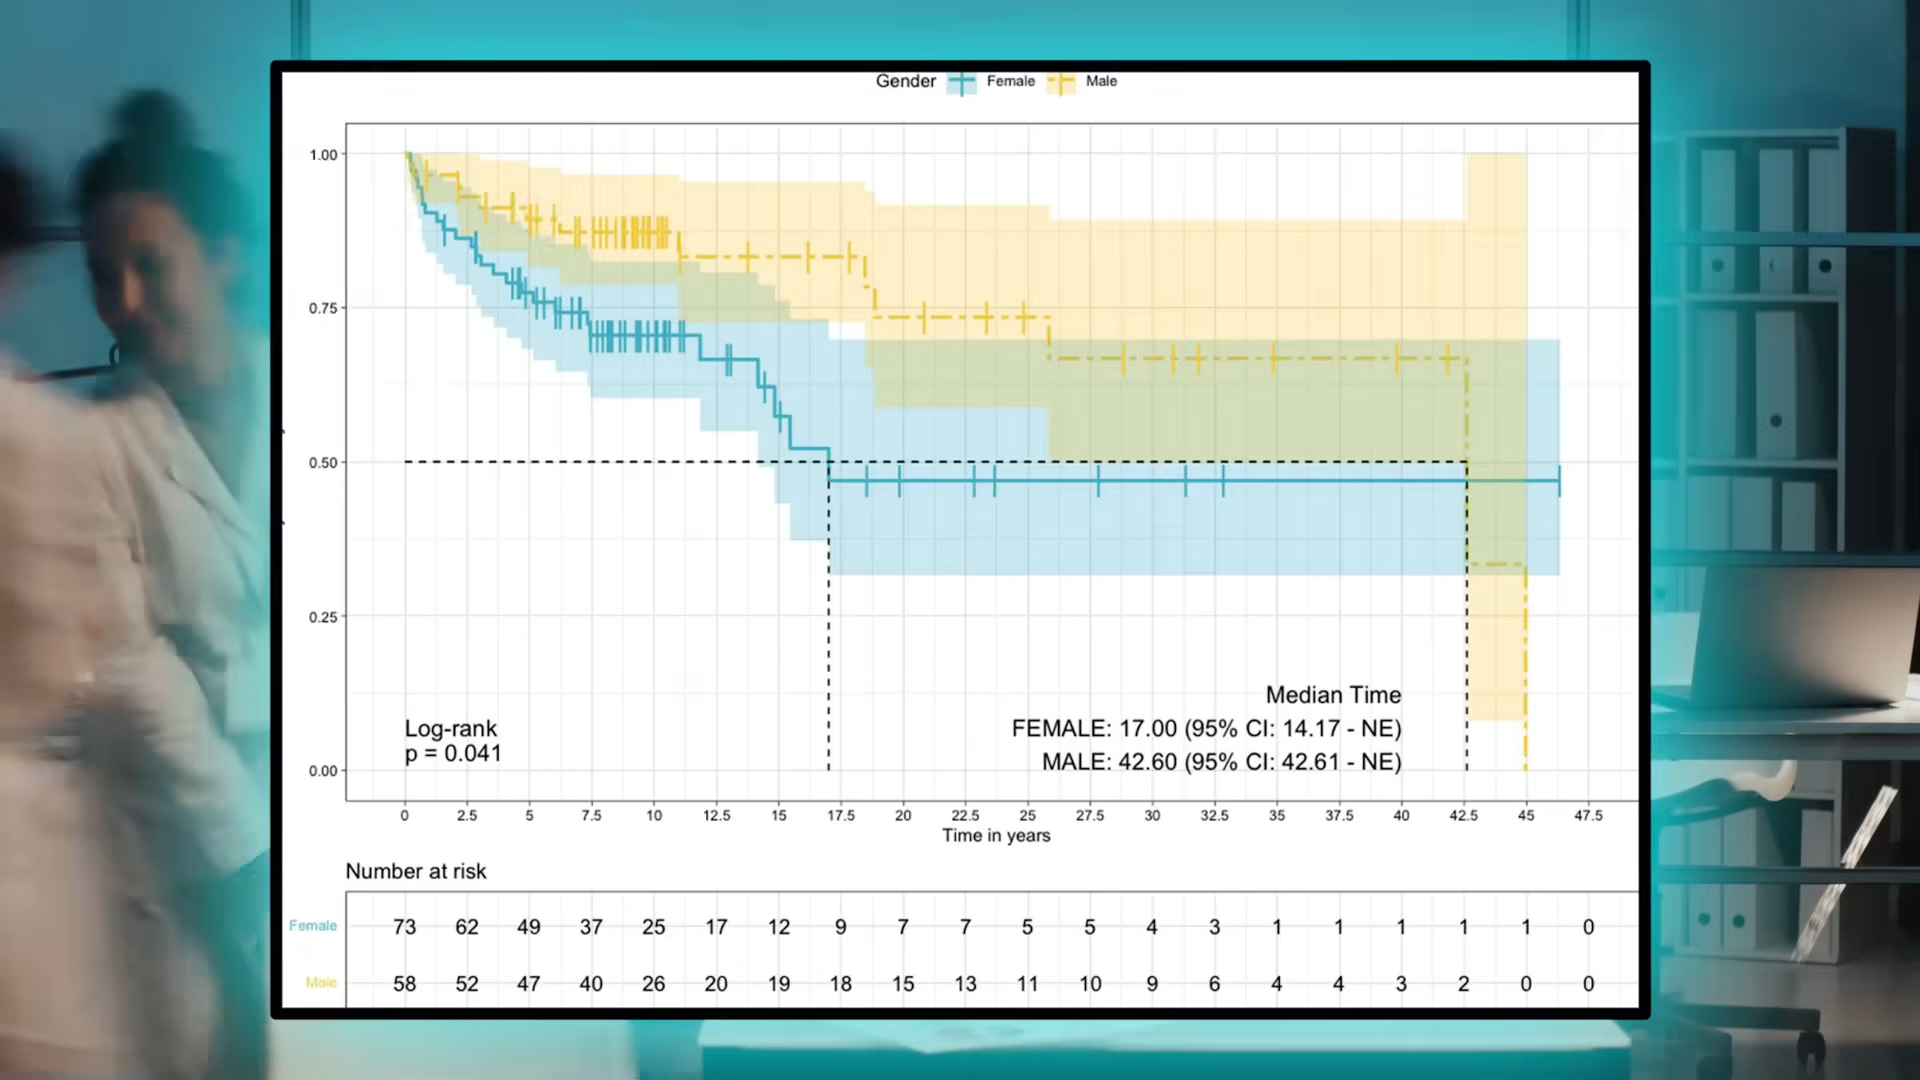 Gender Female Male
1.00
0.75
0.50
0.25
0.00
Log-rank
p = 0.041
Median Time
FEMALE: 17.00 (95% CI: 14.17 - NE)
MALE: 42.60 (95% CI: 42.61 - NE)
0 2.5 5 7.5 10 12.5 15 17.5 20 22.5 25 27.5 30 32.5 35 37.5 40 42.5 45 47.5
Time in years
Number at risk
Female 73 62 49 37 25 17 12 9 7 7 5 5 4 3 1 1 1 1 1 0
Male 58 52 47 40 26 20 19 18 15 13 11 10 9 6 4 4 3 2 0 0